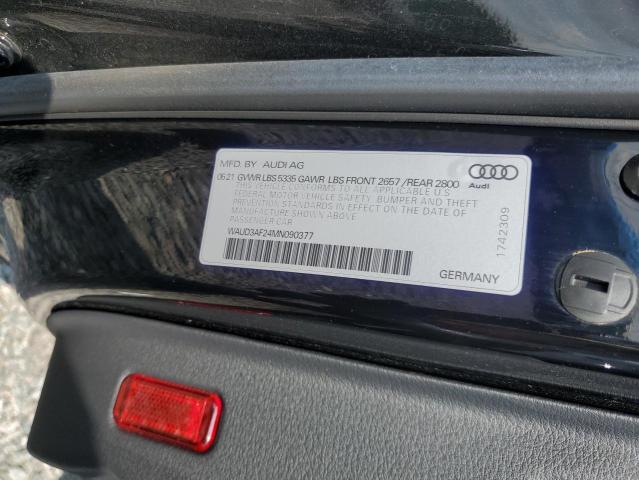 MFD. BY AUDI AG
05.21 GVWR LBS 5335 GAWR LBS FRONT 2657 / REAR 2800
THIS VEHICLE CONFORMS TO ALL APPLICABLE U.S
FEDERAL MOTOR VEHICLE SAFETY, BUMPER AND THEFT
PREVENTION STANDARDS IN EFFECT ON THE DATE
OF MANUFACTURE SHOWN ABOVE
PASSENGER CAR
WAUD3AF24MN090377
Audi
1742309
GERMANY